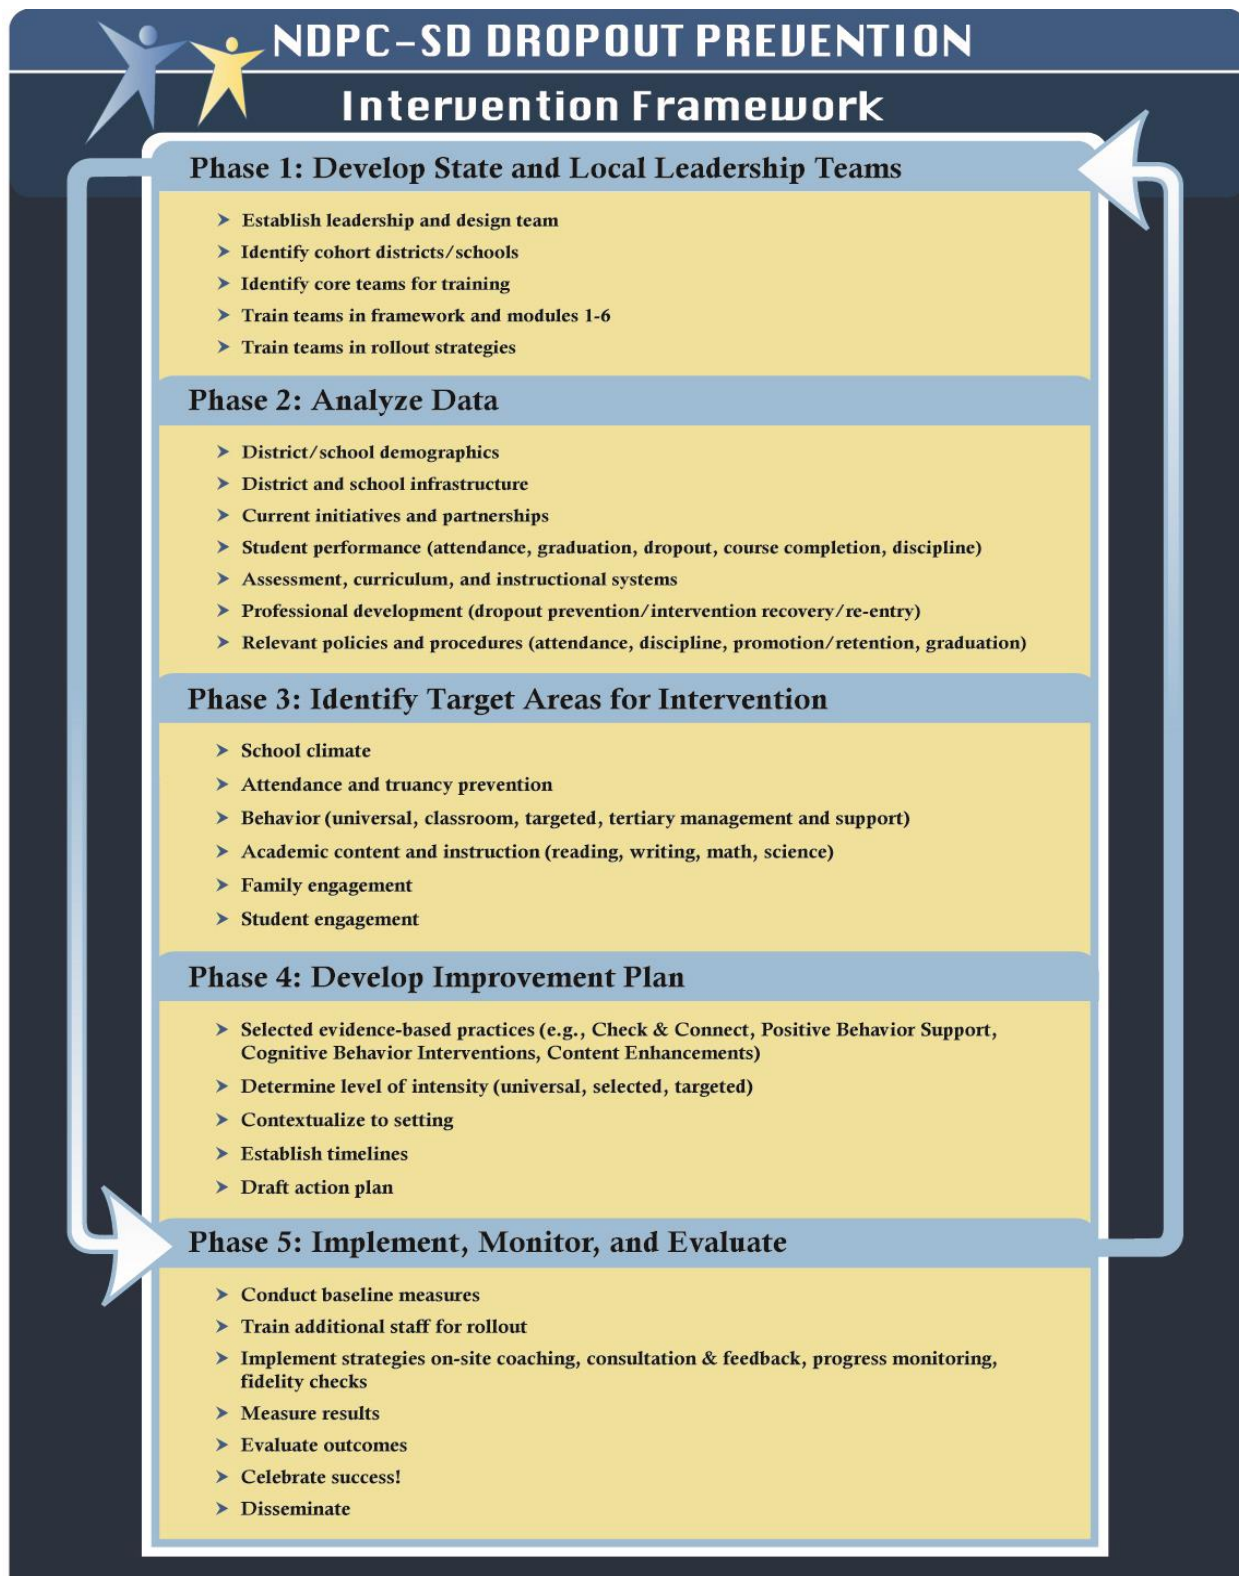 NDPC-SD DROPOUT PREVENTION
Intervention Framework
Phase 1: Develop State and Local Leadership Teams
➤ Establish leadership and design team
➤ Identify cohort districts/schools
➤ Identify core teams for training
➤ Train teams in framework and modules 1-6
➤ Train teams in rollout strategies
Phase 2: Analyze Data
➤ District/school demographics
➤ District and school infrastructure
➤ Current initiatives and partnerships
➤ Student performance (attendance, graduation, dropout, course completion, discipline)
➤ Assessment, curriculum, and instructional systems
➤ Professional development (dropout prevention/intervention recovery/re-entry)
➤ Relevant policies and procedures (attendance, discipline, promotion/retention, graduation)
Phase 3: Identify Target Areas for Intervention
➤ School climate
➤ Attendance and truancy prevention
➤ Behavior (universal, classroom, targeted, tertiary management and support)
➤ Academic content and instruction (reading, writing, math, science)
➤ Family engagement
➤ Student engagement
Phase 4: Develop Improvement Plan
➤ Selected evidence-based practices (e.g., Check & Connect, Positive Behavior Support,
Cognitive Behavior Interventions, Content Enhancements)
➤ Determine level of intensity (universal, selected, targeted)
➤ Contextualize to setting
➤ Establish timelines
➤ Draft action plan
Phase 5: Implement, Monitor, and Evaluate
➤ Conduct baseline measures
➤ Train additional staff for rollout
➤ Implement strategies on-site coaching, consultation & feedback, progress monitoring,
fidelity checks
➤ Measure results
➤ Evaluate outcomes
➤ Celebrate success!
➤ Disseminate